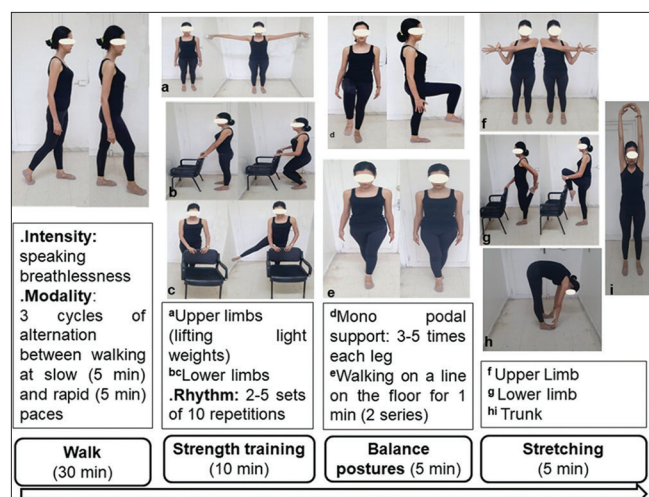 a
b
c
d
e
f
g
h
i
.Intensity:
speaking
breathlessness
.Modality:
3 cycles of
alternation
between walking
at slow (5 min)
and rapid (5 min)
paces
ᵃUpper limbs
(lifting light
weights)
ᵇᶜLower limbs
.Rhythm: 2-5 sets
of 10 repetitions
ᵈMono podal
support: 3-5 times
each leg
ᵉWalking on a line
on the floor for 1
min (2 series)
ᶠ Upper Limb
ᵍ Lower limb
ʰⁱ Trunk
Walk
(30 min)
Strength training
(10 min)
Balance
postures (5 min)
Stretching
(5 min)